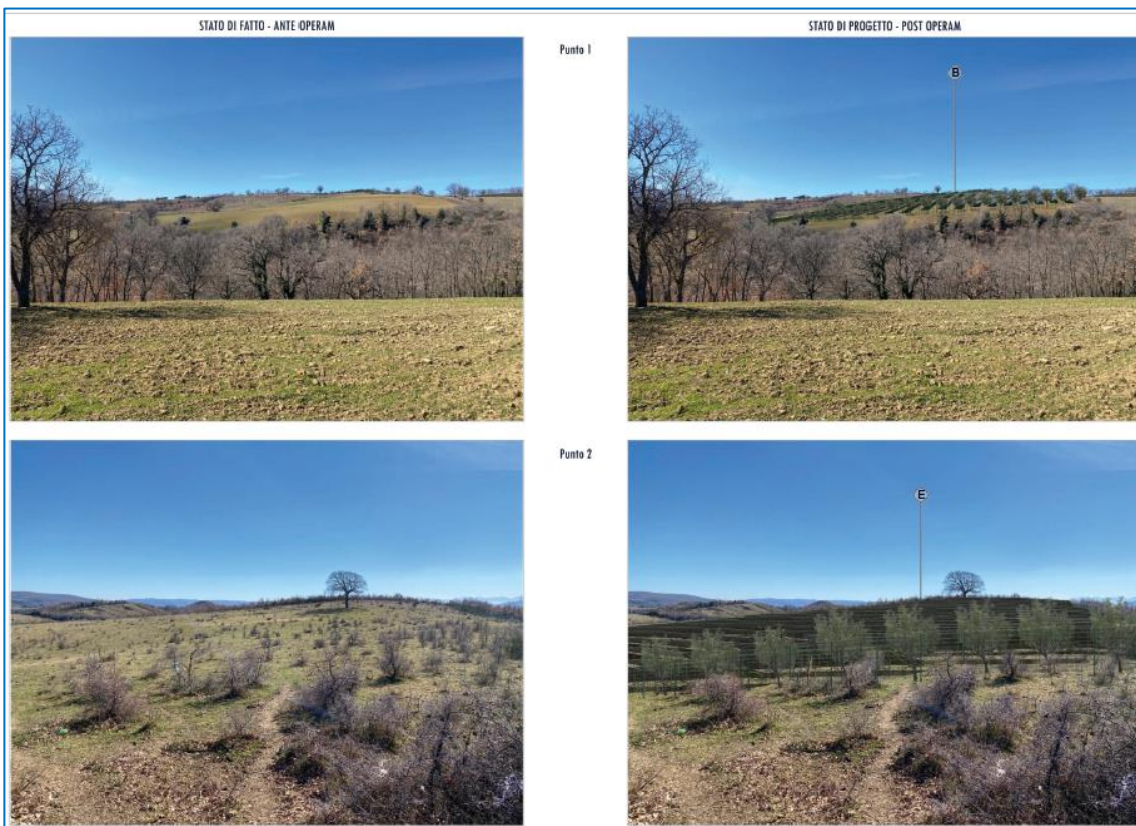 STATO DI FATTO - ANTE OPERAM
STATO DI PROGETTO - POST OPERAM
Punto 1
B
Punto 2
E